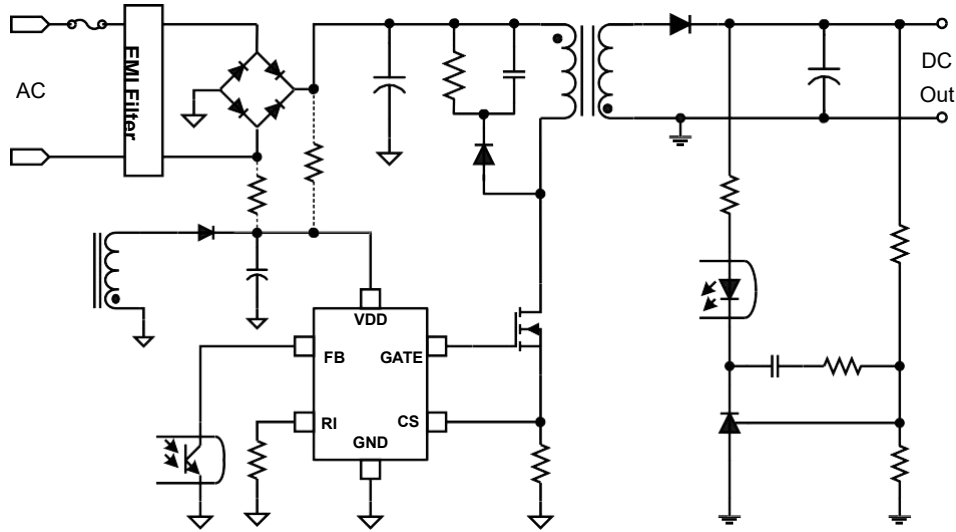 AC
EMI Filter
DC
Out
VDD
FB
GATE
RI
CS
GND